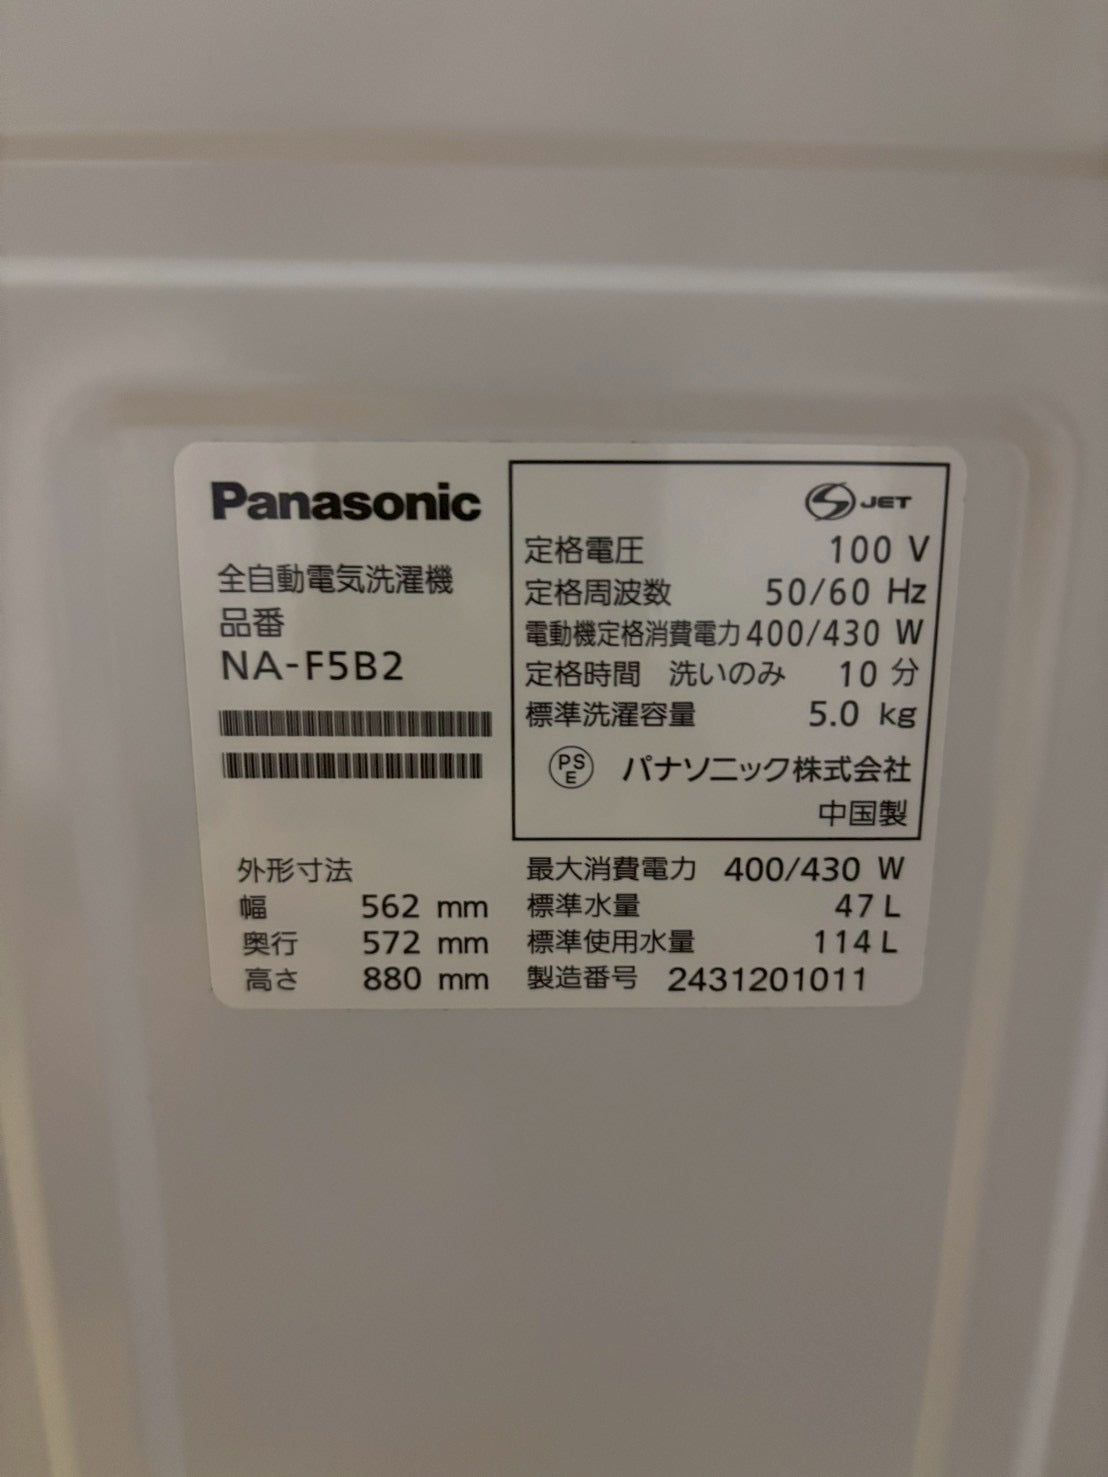 Panasonic
全自動電気洗濯機
品番
NA-F5B2
JET
定格電圧 100 V
定格周波数 50/60 Hz
電動機定格消費電力 400/430 W
定格時間 洗いのみ 10 分
標準洗濯容量 5.0 kg
PSE パナソニック株式会社
中国製
外形寸法
幅 562 mm
奥行 572 mm
高さ 880 mm
最大消費電力 400/430 W
標準水量 47 L
標準使用水量 114 L
製造番号 2431201011